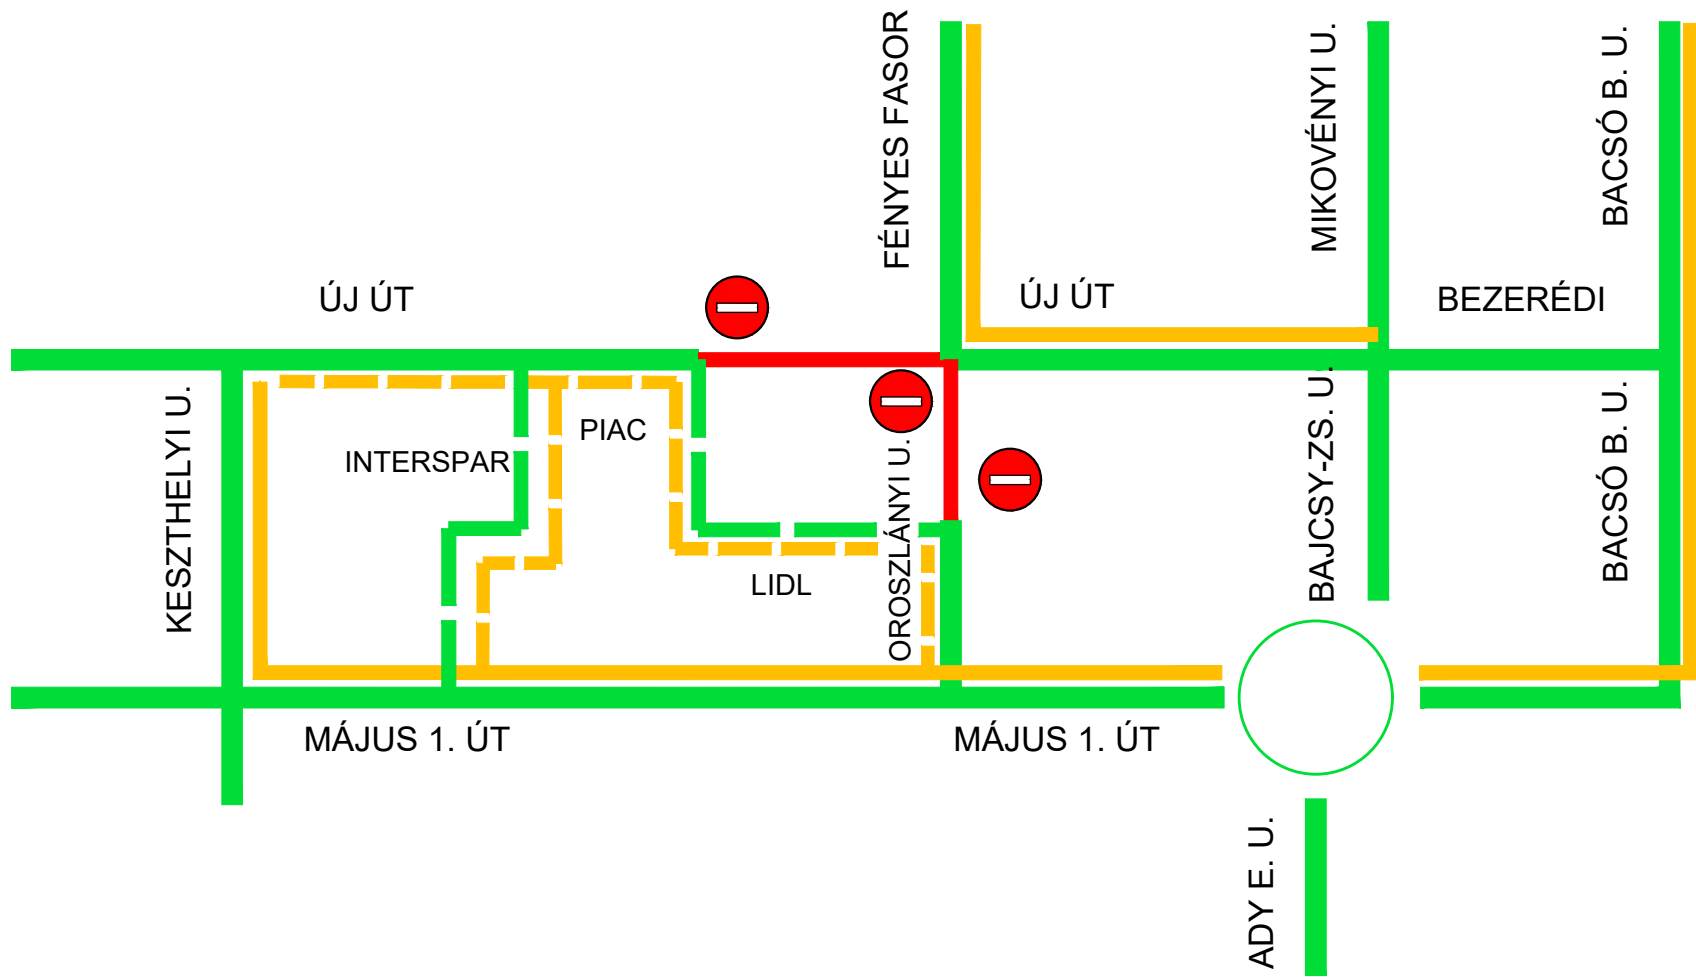 FÉNYES FASOR
MIKOVÉNYI U.
BACSÓ B. U.
ÚJ ÚT
ÚJ ÚT
BEZERÉDI
KESZTHELYI U.
INTERSPAR
PIAC
OROSZLÁNYI U.
BAJCSY-ZS. U.
BACSÓ B. U.
LIDL
MÁJUS 1. ÚT
MÁJUS 1. ÚT
ADY E. U.